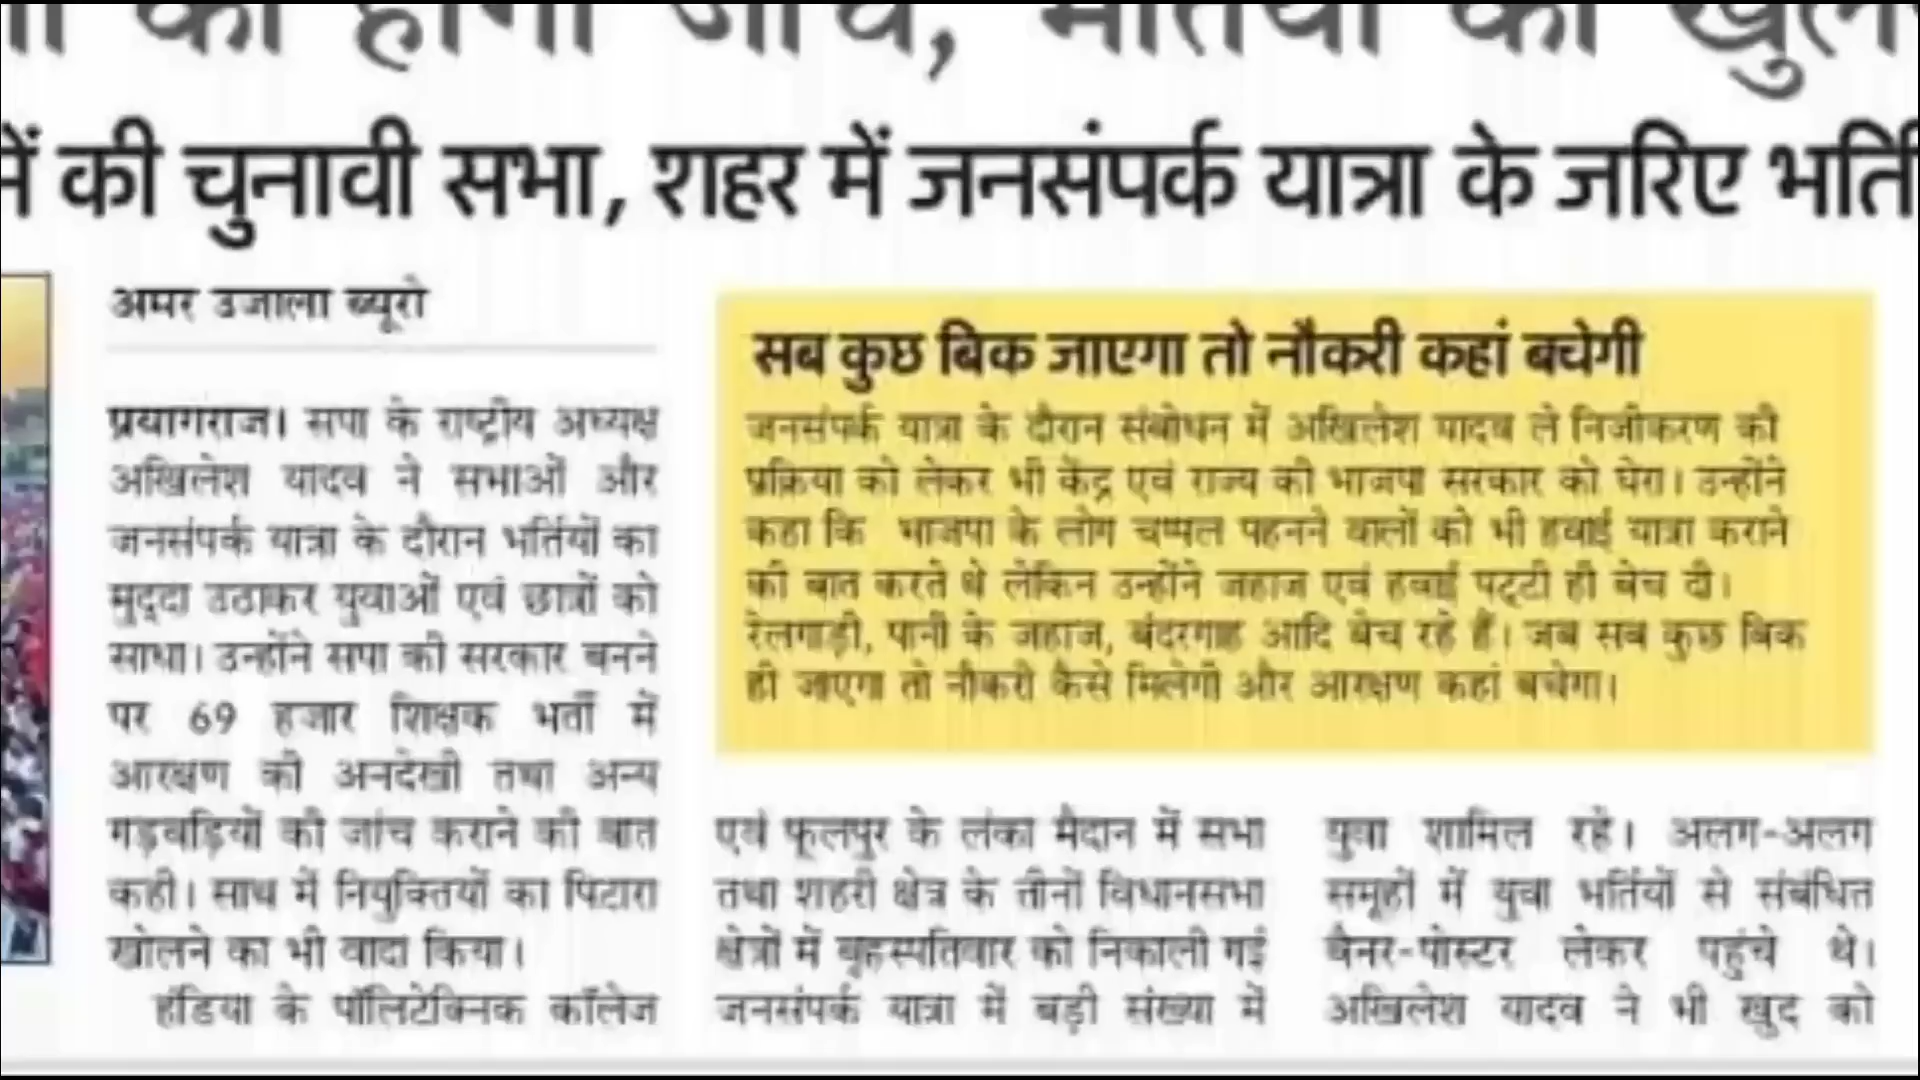 की होगी जांच, भर्तियों का
में की चुनावी सभा, शहर में जनसंपर्क यात्रा के जरिए
अमर उजाला ब्यूरो
प्रयागराज। सपा के राष्ट्रीय अध्यक्ष
अखिलेश यादव ने सभाओं और
जनसंपर्क यात्रा के दौरान भर्तियों का
मुद्दा उठाकर युवाओं एवं छात्रों को
साधा। उन्होंने सपा की सरकार बनने
पर 69 हजार शिक्षक भर्ती में
आरक्षण की अनदेखी तथा अन्य
गड़बड़ियों की जांच कराने की बात
कही। साथ में नियुक्तियों का पिटारा
खोलने का भी वादा किया।
हंडिया के पॉलिटेक्निक कॉलेज
सब कुछ बिक जाएगा तो नौकरी कहां बचेगी
जनसंपर्क यात्रा के दौरान संबोधन में अखिलेश यादव ले निजीकरण की
प्रक्रिया को लेकर भी केंद्र एवं राज्य की भाजपा सरकार को घेरा। उन्होंने
कहा कि भाजपा के लोग चप्पल पहनने वालों को भी हवाई यात्रा कराने
की बात करते थे लेकिन उन्होंने जहाज एवं हवाई पट्टी ही बेच दी।
रेलगाड़ी, पानी के जहाज, बंदरगाह आदि बेच रहे हैं। जब सब कुछ बिक
ही जाएगा तो नौकरी कैसे मिलेगी और आरक्षण कहां बचेगा।
एवं फूलपुर के लंका मैदान में सभा
तथा शहरी क्षेत्र के तीनों विधानसभा
क्षेत्रों में बृहस्पतिवार को निकाली गई
जनसंपर्क यात्रा में बड़ी संख्या में
युवा शामिल रहे। अलग-अलग
समूहों में युवा भर्तियों से संबंधित
बैनर-पोस्टर लेकर पहुंचे थे।
अखिलेश यादव ने भी खुद को